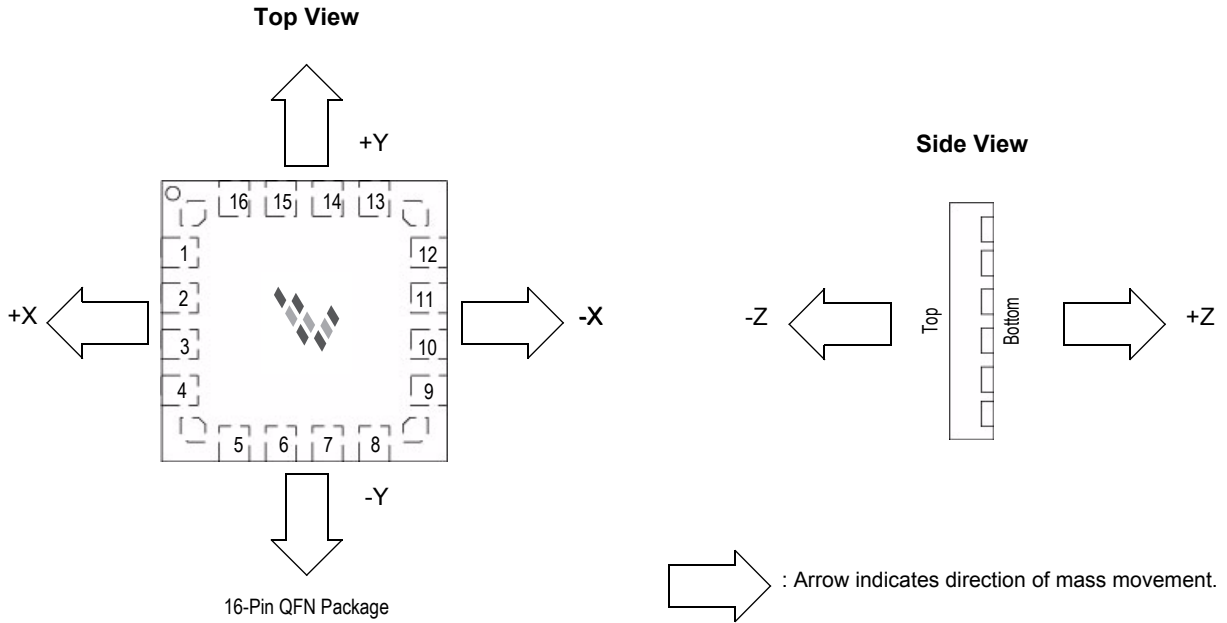 Top View
+Y
Side View
16 15 14 13
1 12
2 11
3 10
4 9
5 6 7 8
+X
-X
-Y
16-Pin QFN Package
-Z
Top
Bottom
+Z
: Arrow indicates direction of mass movement.